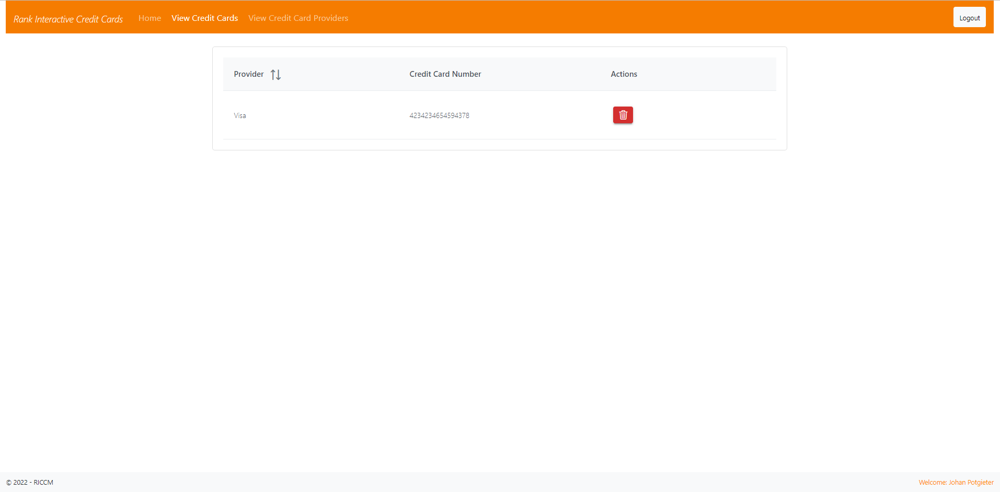 Rank Interactive Credit Cards Home View Credit Cards View Credit Card Providers Logout
Provider Credit Card Number Actions
Visa 4234234654594378
© 2022 - RICCM Welcome: Johan Potgieter